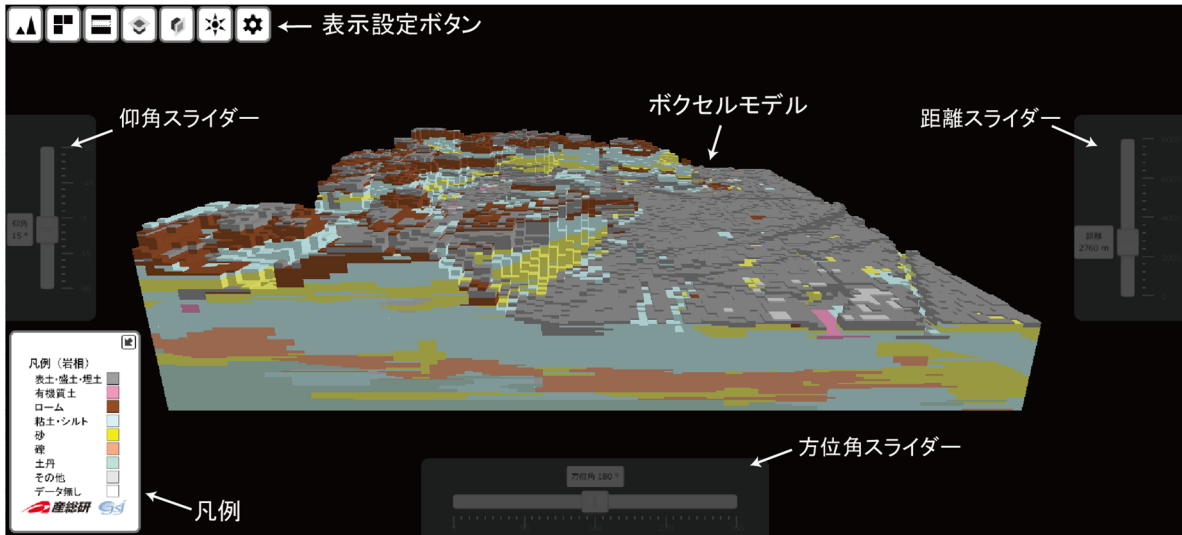 表示設定ボタン
仰角スライダー
ボクセルモデル
距離スライダー
仰角
15°
距離
2760 m
凡例（岩相）
表土・盛土・埋土
有機質土
ローム
粘土・シルト
砂
礫
土丹
その他
データ無し
産総研 GSJ
凡例
方位角スライダー
方位角 180 °